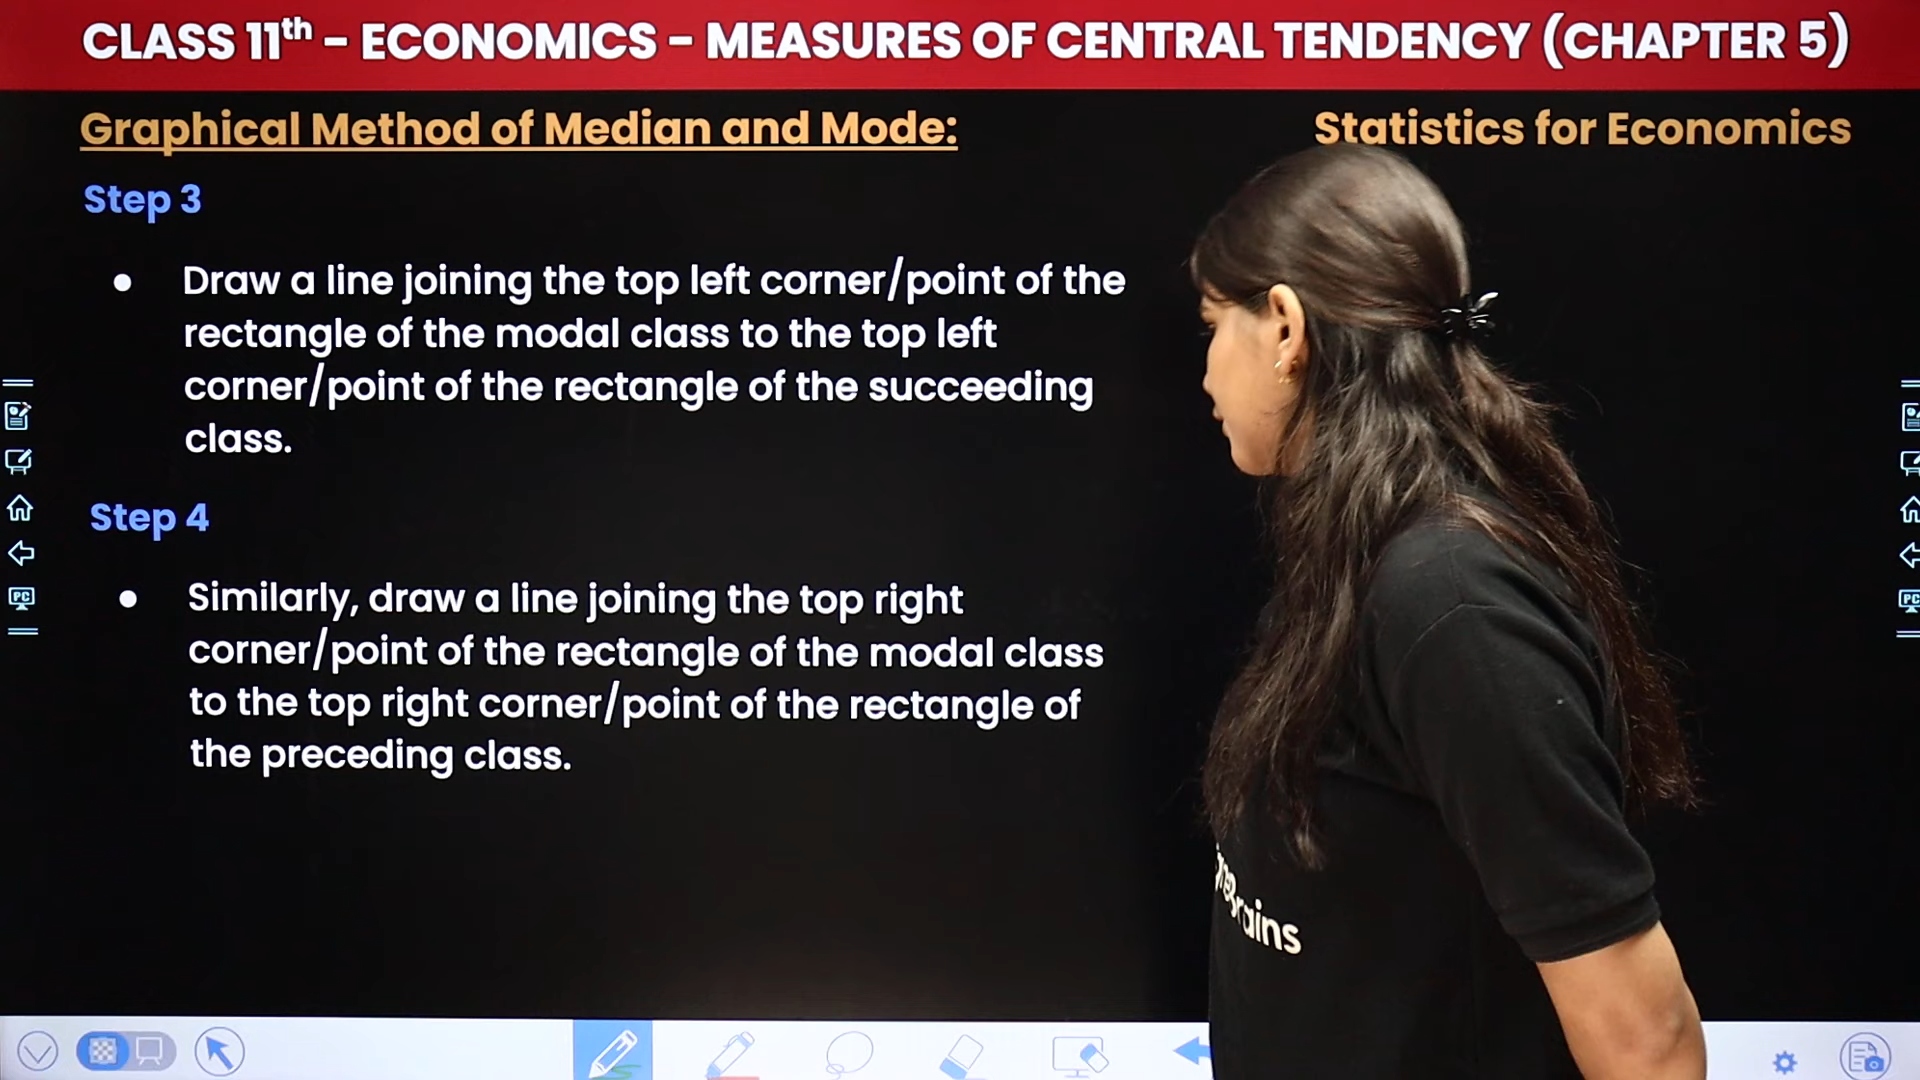 CLASS 11th - ECONOMICS - MEASURES OF CENTRAL TENDENCY (CHAPTER 5)
Graphical Method of Median and Mode:
Statistics for Economics
Step 3
● Draw a line joining the top left corner/point of the
rectangle of the modal class to the top left
corner/point of the rectangle of the succeeding
class.
Step 4
● Similarly, draw a line joining the top right
corner/point of the rectangle of the modal class
to the top right corner/point of the rectangle of
the preceding class.
PC
PC